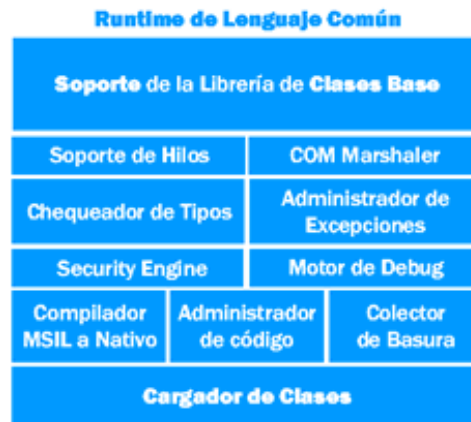 Runtime de Lenguaje Común
Soporte de la Librería de Clases Base
Soporte de Hilos
COM Marshaler
Chequeador de Tipos
Administrador de
Excepciones
Security Engine
Motor de Debug
Compilador
MSIL a Nativo
Administrador
de código
Colector
de Basura
Cargador de Clases